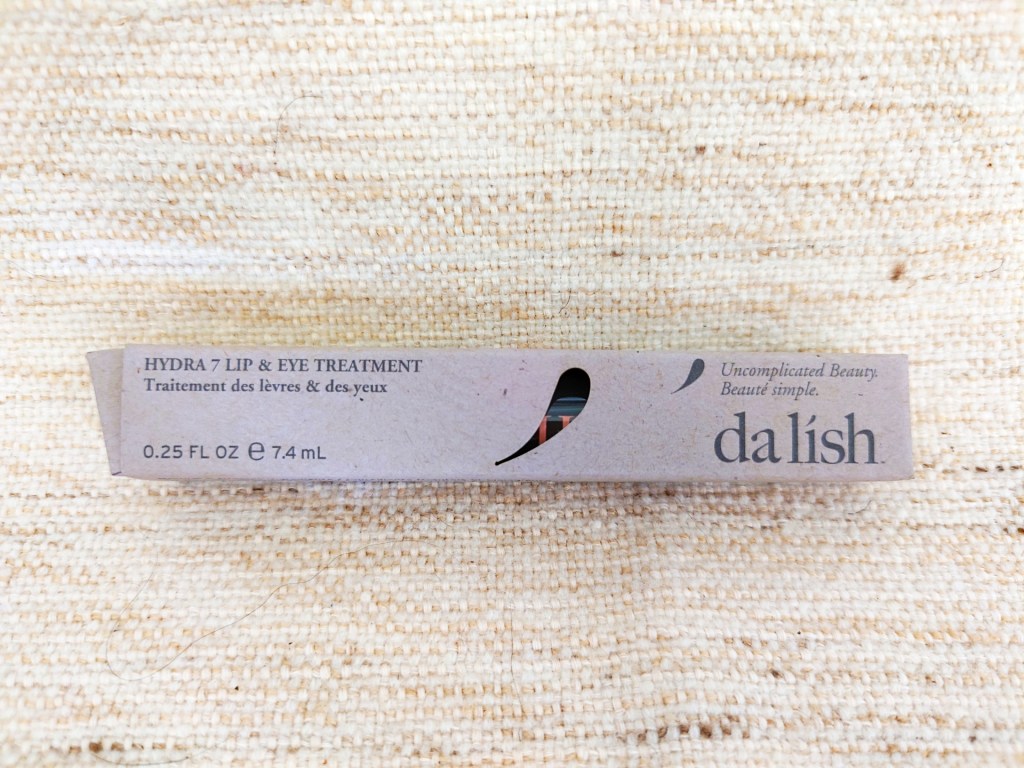 HYDRA 7 LIP & EYE TREATMENT
Traitement des lèvres & des yeux
0.25 FL OZ ℮ 7.4 mL
Uncomplicated Beauty.
Beauté simple.
da lísh